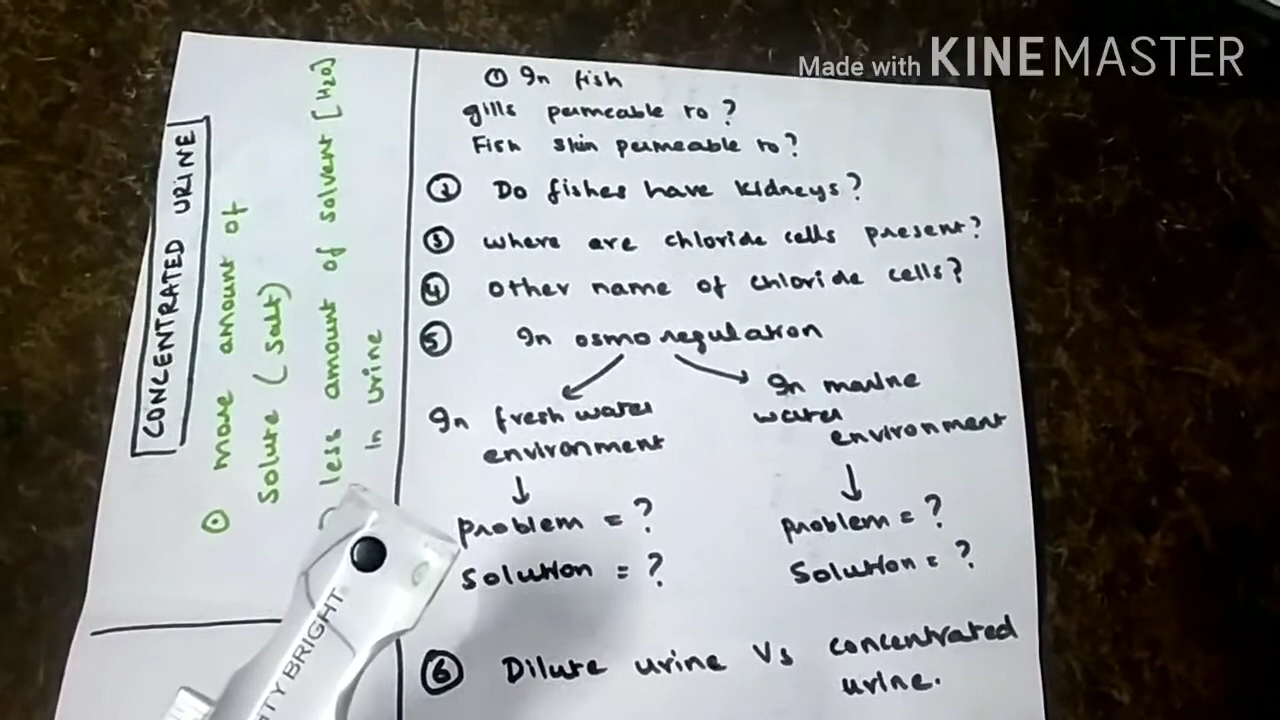 Made with KINEMASTER
CONCENTRATED URINE
more amount of
solute (salt)
less amount of solvent [H2O]
in urine
① In fish
gills permeable to?
Fish skin permeable to?
② Do fishes have kidneys?
③ where are chloride cells present?
④ other name of chloride cells?
⑤ In osmoregulation
In fresh water
environment
↓
problem = ?
solution = ?
In marine
water
environment
↓
problem = ?
solution = ?
⑥ Dilute urine Vs concentrated
urine.
TY BRIGHT